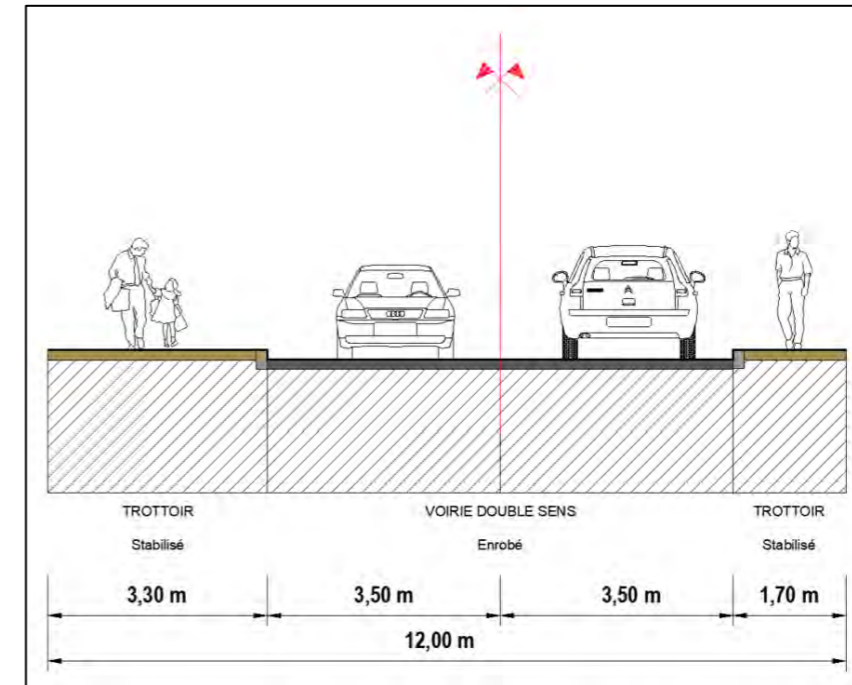 TROTTOIR VOIRIE DOUBLE SENS TROTTOIR
Stabilisé Enrobé Stabilisé
3,30 m 3,50 m 3,50 m 1,70 m
12,00 m